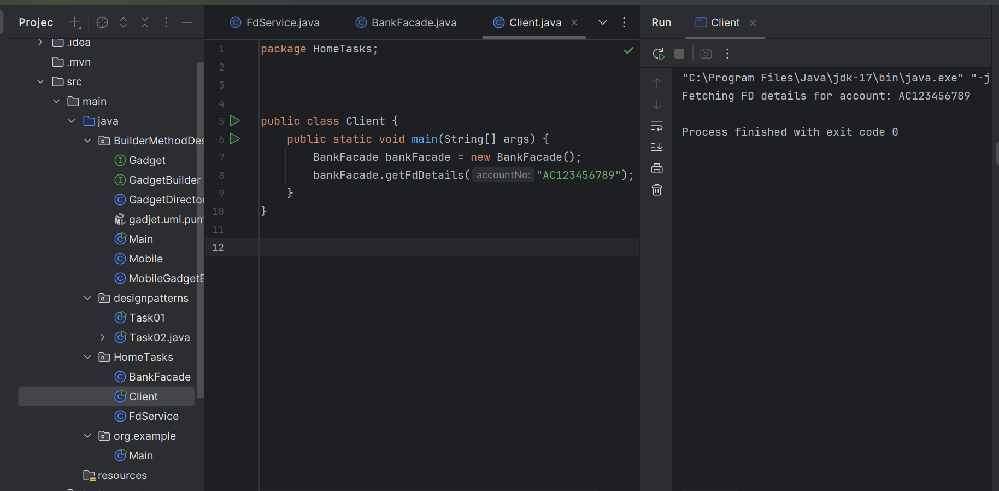 Projec
.idea
.mvn
src
main
java
BuilderMethodDes
Gadget
GadgetBuilder
GadgetDirector
gadjet.uml.pum
Main
Mobile
MobileGadgetB
designpatterns
Task01
Task02.java
HomeTasks
BankFacade
Client
FdService
org.example
Main
resources
FdService.java BankFacade.java Client.java
1 package HomeTasks;
2
3
4
5 public class Client {
6 public static void main(String[] args) {
7 BankFacade bankFacade = new BankFacade();
8 bankFacade.getFdDetails( accountNo: "AC123456789");
9 }
10 }
11
12
Run Client
"C:\Program Files\Java\jdk-17\bin\java.exe" "-j
Fetching FD details for account: AC123456789
Process finished with exit code 0